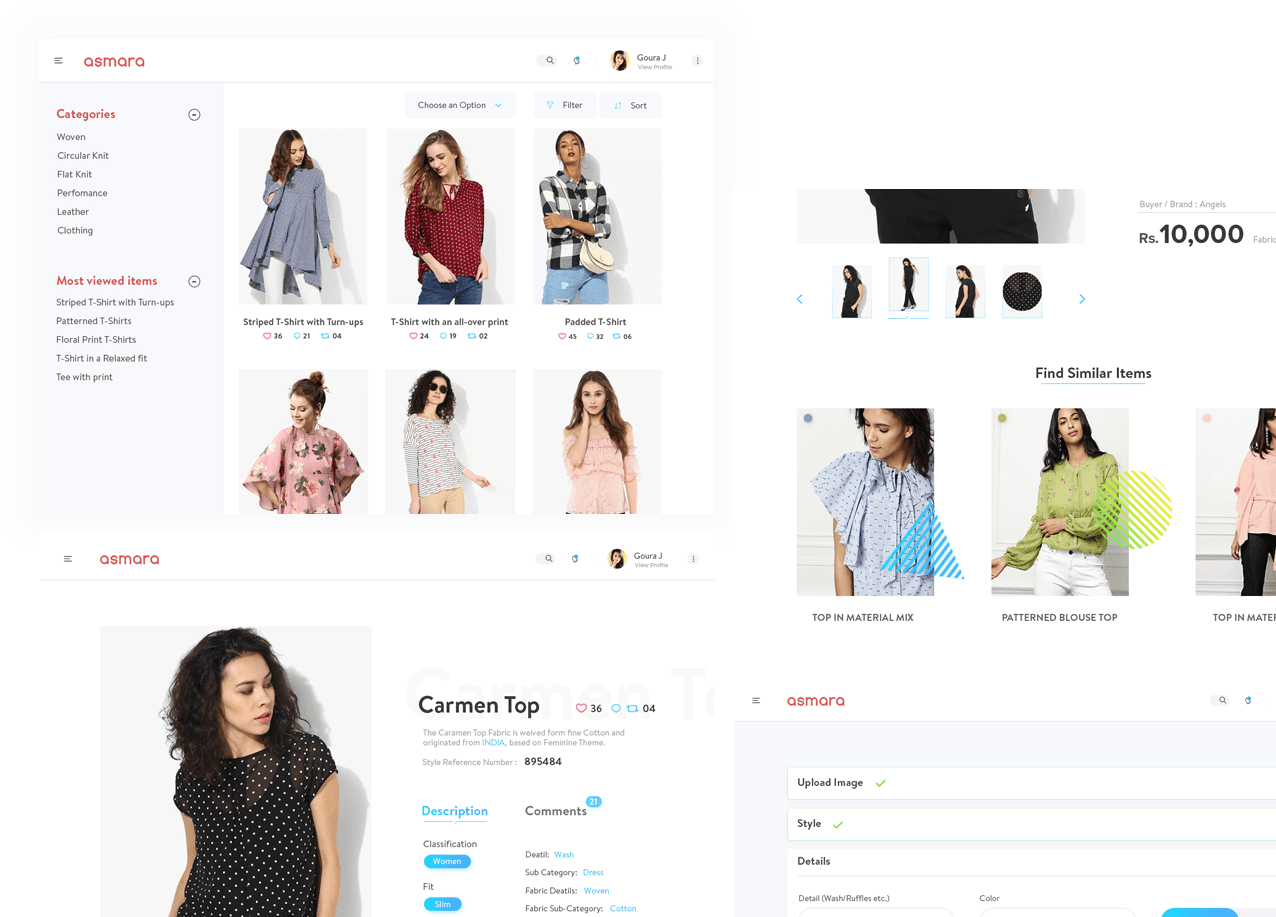 asmara
Goura J
View Profile
Categories
Woven
Circular Knit
Flat Knit
Perfomance
Leather
Clothing
Most viewed items
Striped T-Shirt with Turn-ups
Patterned T-Shirts
Floral Print T-Shirts
T-Shirt in a Relaxed fit
Tee with print
Choose an Option
Filter
Sort
Striped T-Shirt with Turn-ups
36 21 04
T-Shirt with an all-over print
24 19 02
Padded T-Shirt
45 32 06
asmara
Goura J
View Profile
Carmen To
Carmen Top
36 04
The Caramen Top Fabric is weived form fine Cotton and
originated from INDIA, based on Feminine Theme.
Style Reference Number : 895484
Description
Comments 21
Classification
Women
Fit
Slim
Deatil: Wash
Sub Category: Dress
Fabric Deatils: Woven
Fabric Sub-Category: Cotton
Buyer / Brand : Angels
Rs.10,000 Fabric
Find Similar Items
TOP IN MATERIAL MIX
PATTERNED BLOUSE TOP
TOP IN MATER
asmara
Upload Image
Style
Details
Detail (Wash/Ruffles etc.)
Color